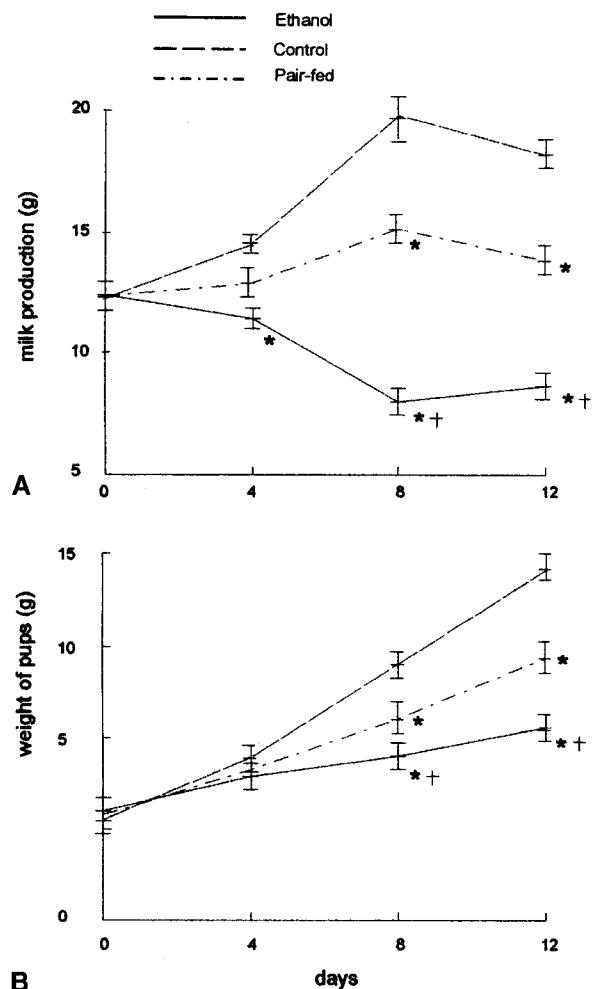 Ethanol
Control
Pair-fed
20
15
10
5
milk production (g)
* * * * † * †
A
0 4 8 12
15
10
5
0
weight of pups (g)
* * * † * †
0 4 8 12
B
days